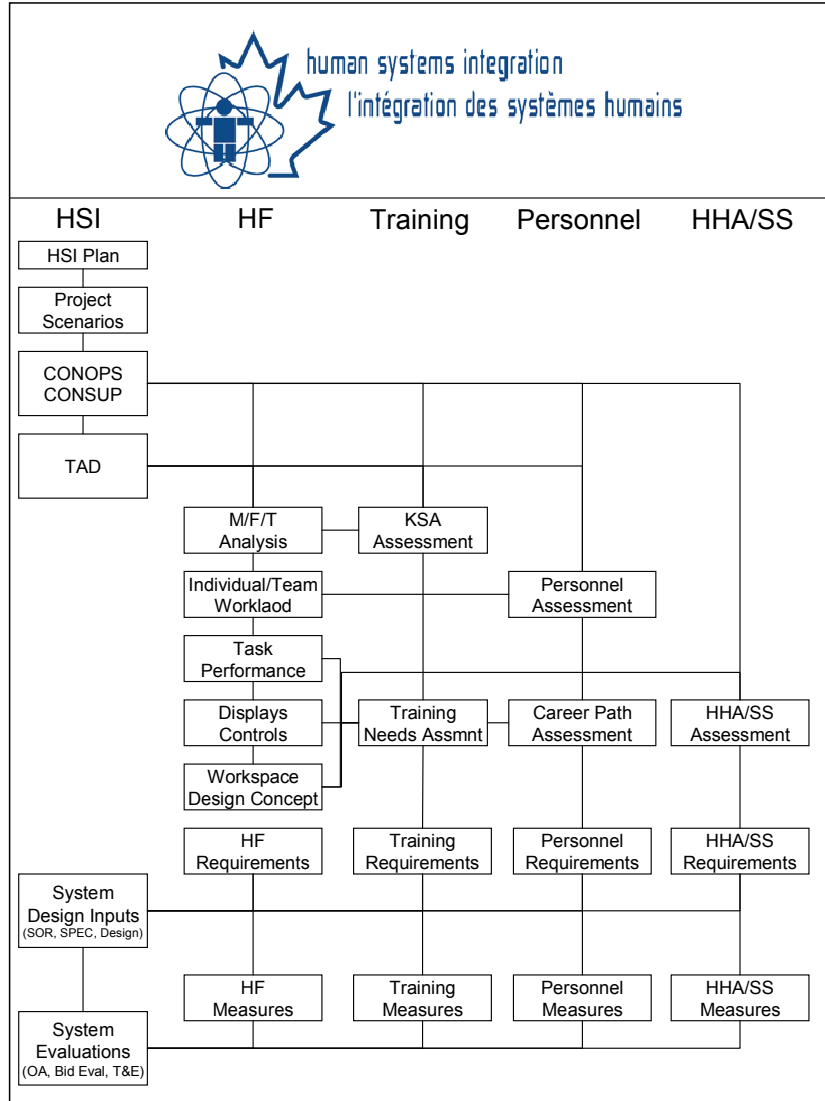 human systems integration
l'intégration des systèmes humains
HSI HF Training Personnel HHA/SS
HSI Plan
Project
Scenarios
CONOPS
CONSUP
TAD
M/F/T
Analysis
KSA
Assessment
Individual/Team
Worklaod
Personnel
Assessment
Task
Performance
Displays
Controls
Training
Needs Assmnt
Career Path
Assessment
HHA/SS
Assessment
Workspace
Design Concept
HF
Requirements
Training
Requirements
Personnel
Requirements
HHA/SS
Requirements
System
Design Inputs
(SOR, SPEC, Design)
HF
Measures
Training
Measures
Personnel
Measures
HHA/SS
Measures
System
Evaluations
(OA, Bid Eval, T&E)